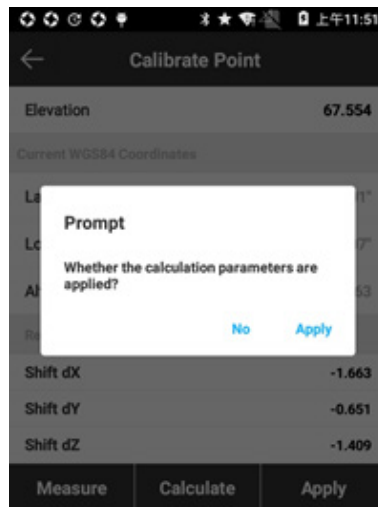 上午11:51
Calibrate Point
Elevation 67.554
Current WGS84 Coordinates
Prompt
Whether the calculation parameters are
applied?
No Apply
Shift dX -1.663
Shift dY -0.651
Shift dZ -1.409
Measure Calculate Apply